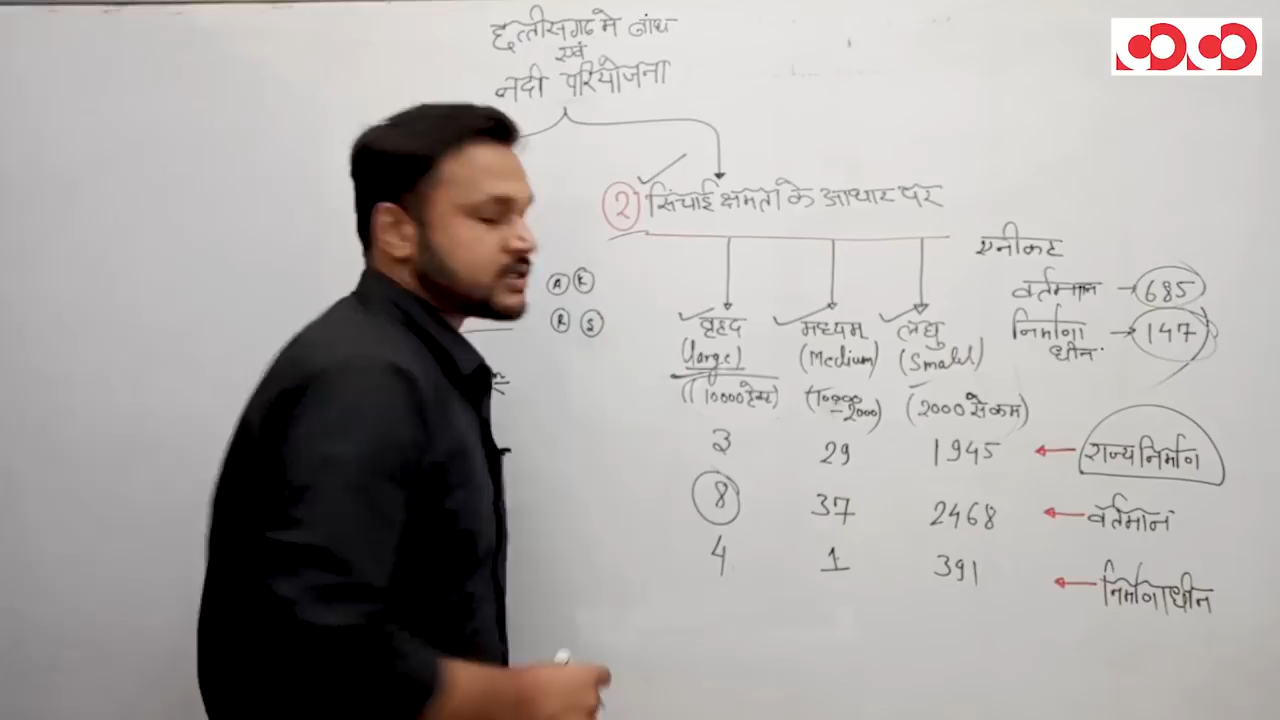 छत्तीसगढ में बांध
एवं
नदी परियोजना
2 सिंचाई क्षमता के आधार पर
एनीकट
वर्तमान → 685
निर्माणाधीन → 147
वृहद मध्यम् लघु
(large) (Medium) (Small)
(10000 हेक्ट) (10000-2000) (2000 से कम)
3 29 1945 ← राज्य निर्माण
8 37 2468 ← वर्तमान
4 1 391 ← निर्माणाधीन
A K
R S